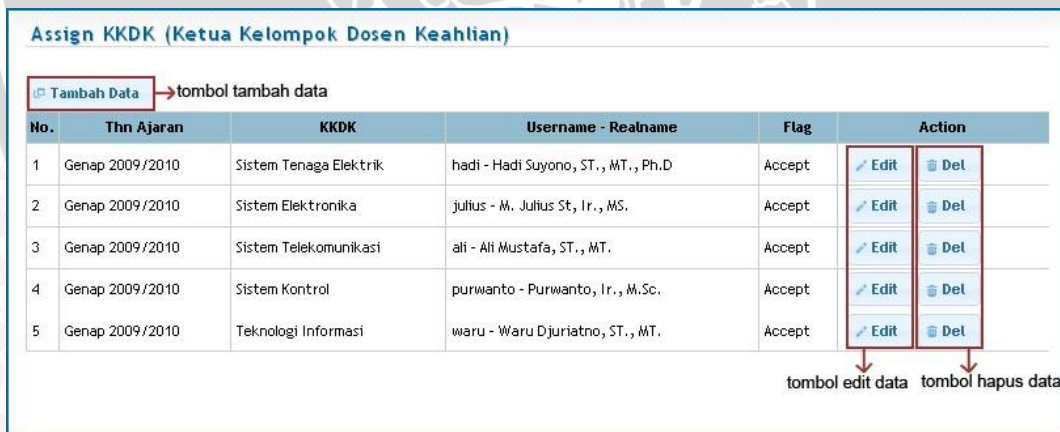 Assign KKDK (Ketua Kelompok Dosen Keahlian)
Tambah Data tombol tambah data
No. Thn Ajaran KKDK Username - Realname Flag Action
1 Genap 2009/2010 Sistem Tenaga Elektrik hadi - Hadi Suyono, ST., MT., Ph.D Accept Edit Del
2 Genap 2009/2010 Sistem Elektronika julius - M. Julius St, Ir., MS. Accept Edit Del
3 Genap 2009/2010 Sistem Telekomunikasi ali - Ali Mustafa, ST., MT. Accept Edit Del
4 Genap 2009/2010 Sistem Kontrol purwanto - Purwanto, Ir., M.Sc. Accept Edit Del
5 Genap 2009/2010 Teknologi Informasi waru - Waru Djuriatno, ST., MT. Accept Edit Del
tombol edit data tombol hapus data